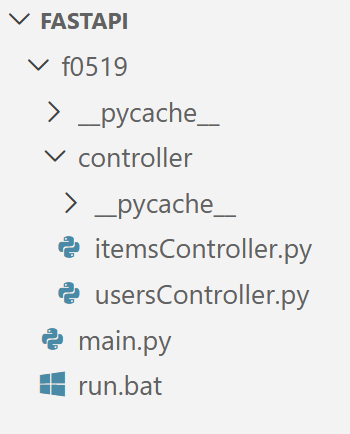 FASTAPI
f0519
__pycache__
controller
__pycache__
itemsController.py
usersController.py
main.py
run.bat